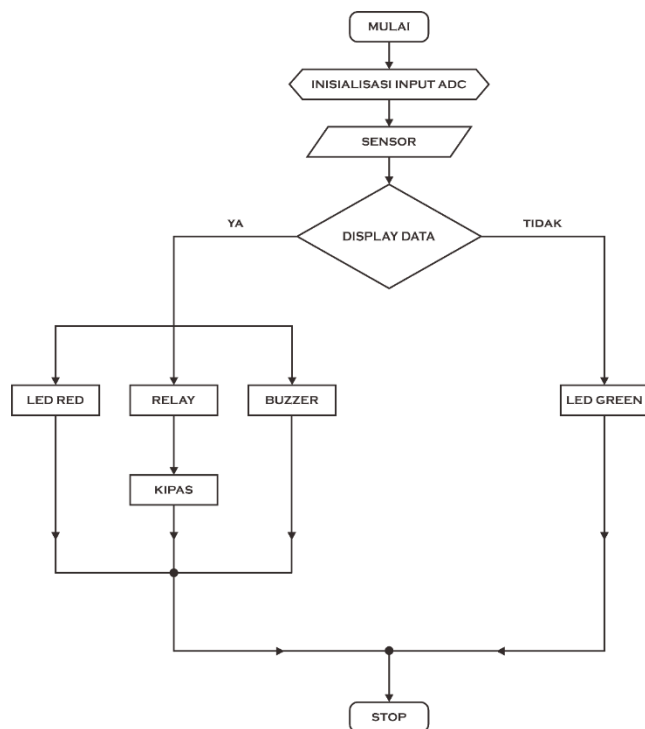 MULAI
INISIALISASI INPUT ADC
SENSOR
YA
DISPLAY DATA
TIDAK
LED RED
RELAY
BUZZER
LED GREEN
KIPAS
STOP